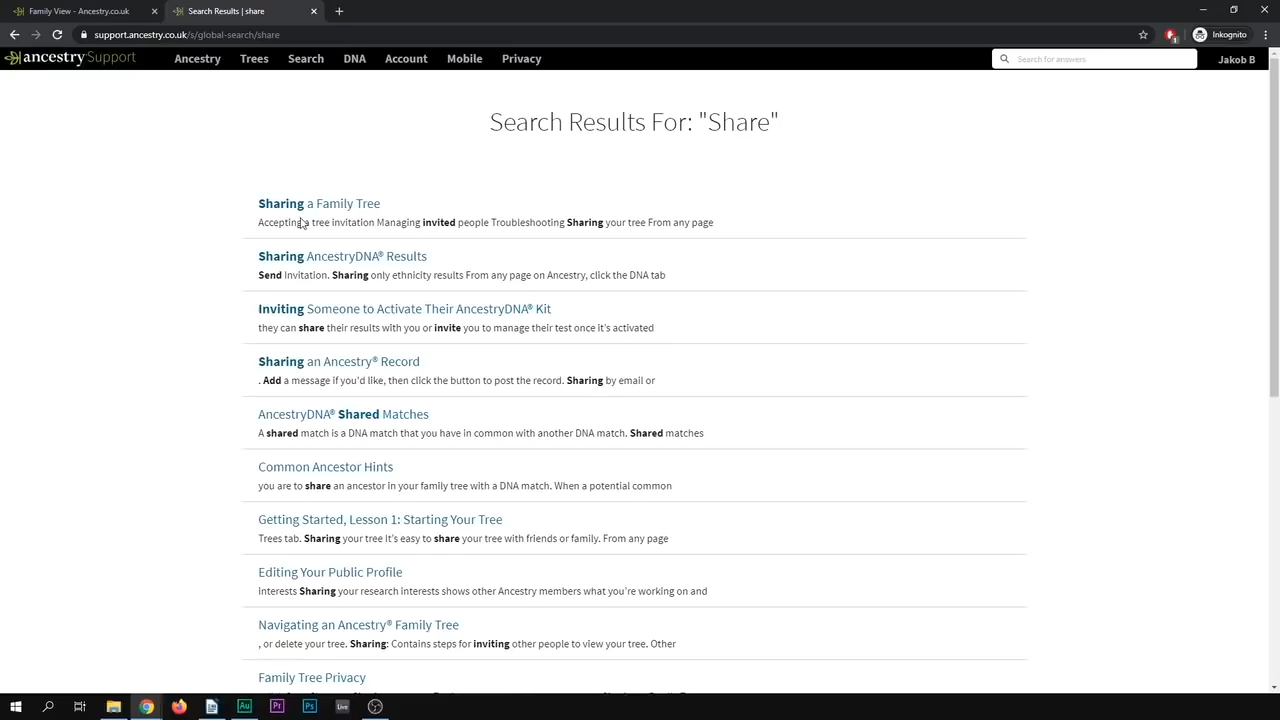 Family View - Ancestry.co.uk
Search Results | share
support.ancestry.co.uk/s/global-search/share
1
Inkognito
ancestrySupport
Ancestry
Trees
Search
DNA
Account
Mobile
Privacy
Search for answers
Jakob B
Search Results For: "Share"
Sharing a Family Tree
Accepting a tree invitation Managing invited people Troubleshooting Sharing your tree From any page
Sharing AncestryDNA® Results
Send Invitation. Sharing only ethnicity results From any page on Ancestry, click the DNA tab
Inviting Someone to Activate Their AncestryDNA® Kit
they can share their results with you or invite you to manage their test once it's activated
Sharing an Ancestry® Record
. Add a message if you'd like, then click the button to post the record. Sharing by email or
AncestryDNA® Shared Matches
A shared match is a DNA match that you have in common with another DNA match. Shared matches
Common Ancestor Hints
you are to share an ancestor in your family tree with a DNA match. When a potential common
Getting Started, Lesson 1: Starting Your Tree
Trees tab. Sharing your tree It's easy to share your tree with friends or family. From any page
Editing Your Public Profile
interests Sharing your research interests shows other Ancestry members what you're working on and
Navigating an Ancestry® Family Tree
, or delete your tree. Sharing: Contains steps for inviting other people to view your tree. Other
Family Tree Privacy
Au
Pr
Ps
Live